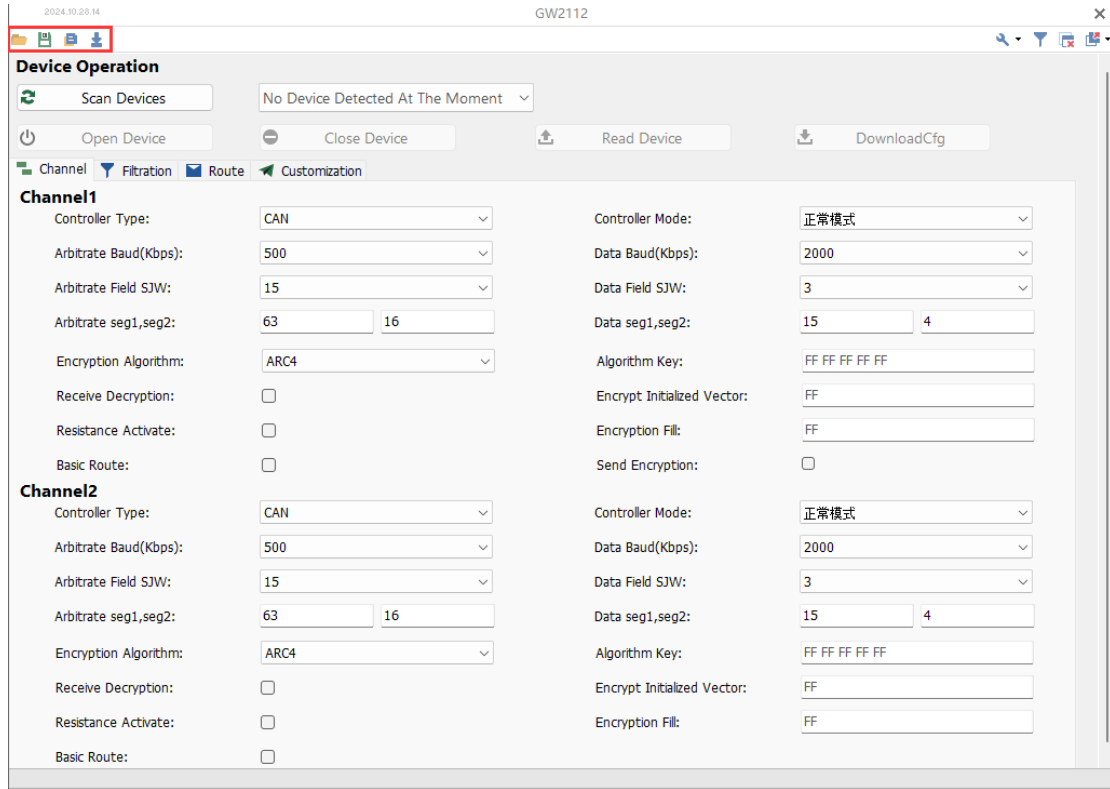 2024.10.28.14
GW2112
Device Operation
Scan Devices
No Device Detected At The Moment
Open Device
Close Device
Read Device
DownloadCfg
Channel
Filtration
Route
Customization
Channel1
Controller Type: CAN Controller Mode: 正常模式
Arbitrate Baud(Kbps): 500 Data Baud(Kbps): 2000
Arbitrate Field SJW: 15 Data Field SJW: 3
Arbitrate seg1,seg2: 63 16 Data seg1,seg2: 15 4
Encryption Algorithm: ARC4 Algorithm Key: FF FF FF FF FF
Receive Decryption: Encrypt Initialized Vector: FF
Resistance Activate: Encryption Fill: FF
Basic Route: Send Encryption:
Channel2
Controller Type: CAN Controller Mode: 正常模式
Arbitrate Baud(Kbps): 500 Data Baud(Kbps): 2000
Arbitrate Field SJW: 15 Data Field SJW: 3
Arbitrate seg1,seg2: 63 16 Data seg1,seg2: 15 4
Encryption Algorithm: ARC4 Algorithm Key: FF FF FF FF FF
Receive Decryption: Encrypt Initialized Vector: FF
Resistance Activate: Encryption Fill: FF
Basic Route: